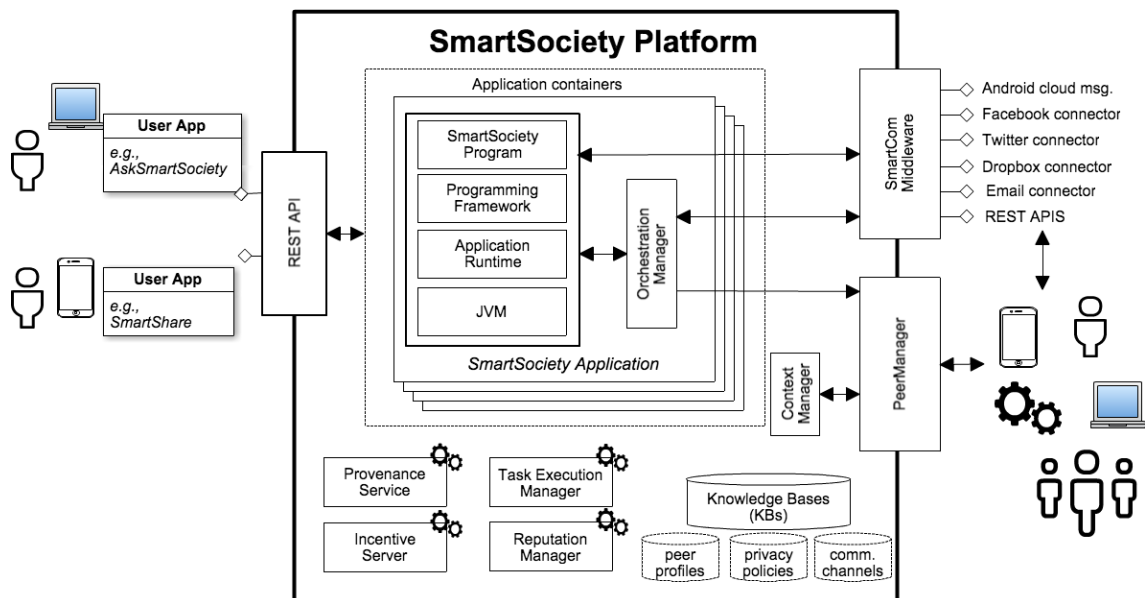 SmartSociety Platform
Application containers
User App
e.g.,
AskSmartSociety
User App
e.g.,
SmartShare
REST API
SmartSociety
Program
Programming
Framework
Application
Runtime
JVM
Orchestration
Manager
SmartSociety Application
SmartCom
Middleware
Android cloud msg.
Facebook connector
Twitter connector
Dropbox connector
Email connector
REST APIS
PeerManager
Context
Manager
Provenance
Service
Task Execution
Manager
Incentive
Server
Reputation
Manager
Knowledge Bases
(KBs)
peer
profiles
privacy
policies
comm.
channels